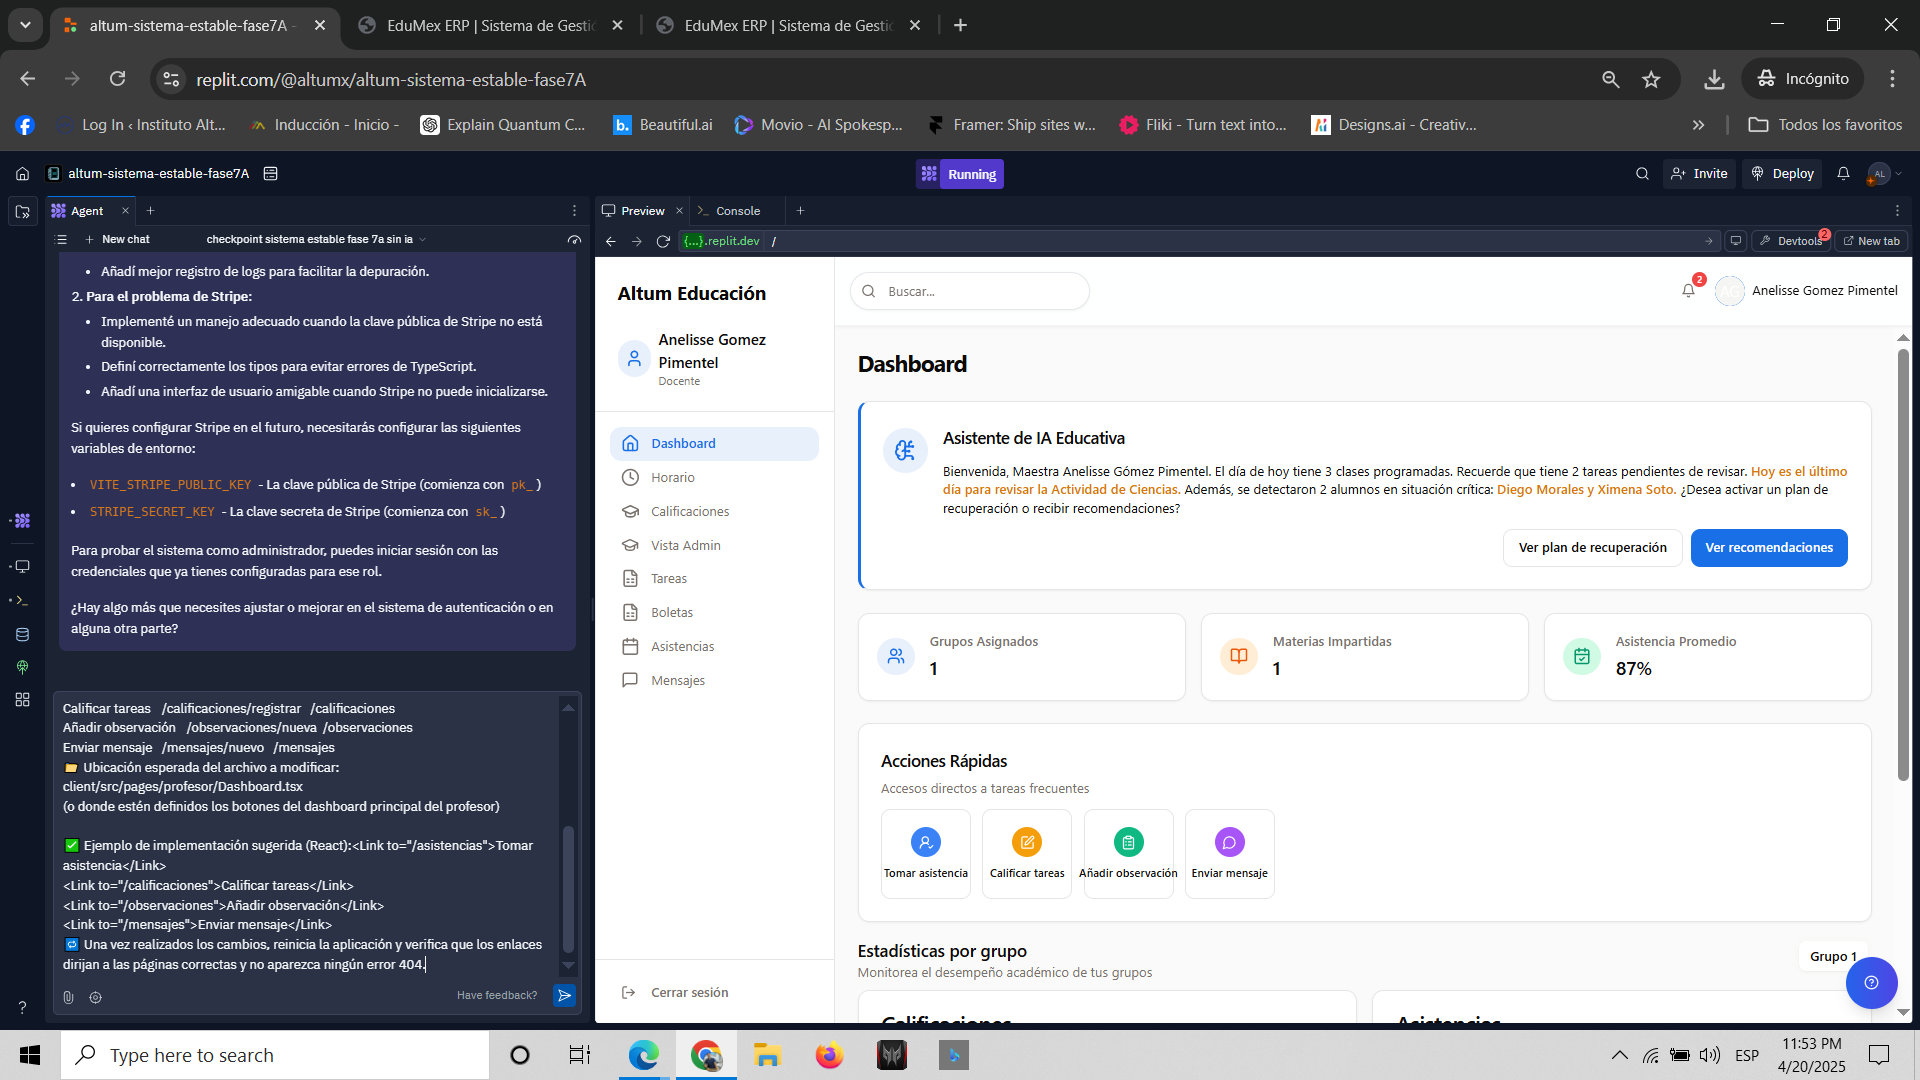 altum-sistema-estable-fase7A -
EduMex ERP | Sistema de Gestió
EduMex ERP | Sistema de Gestió
replit.com/@altumx/altum-sistema-estable-fase7A
Incógnito
Log In ‹ Instituto Alt...
Inducción - Inicio -
Explain Quantum C...
Beautiful.ai
Movio - AI Spokesp...
Framer: Ship sites w...
Fliki - Turn text into...
Designs.ai - Creativ...
Todos los favoritos
altum-sistema-estable-fase7A
Running
Invite
Deploy
AL
Agent
Preview
Console
New chat
checkpoint sistema estable fase 7a sin ia
{...}.replit.dev /
Devtools
2
New tab
• Añadí mejor registro de logs para facilitar la depuración.
2. Para el problema de Stripe:
• Implementé un manejo adecuado cuando la clave pública de Stripe no está
disponible.
• Definí correctamente los tipos para evitar errores de TypeScript.
• Añadí una interfaz de usuario amigable cuando Stripe no puede inicializarse.
Si quieres configurar Stripe en el futuro, necesitarás configurar las siguientes
variables de entorno:
• VITE_STRIPE_PUBLIC_KEY - La clave pública de Stripe (comienza con pk_ )
• STRIPE_SECRET_KEY - La clave secreta de Stripe (comienza con sk_ )
Para probar el sistema como administrador, puedes iniciar sesión con las
credenciales que ya tienes configuradas para ese rol.
¿Hay algo más que necesites ajustar o mejorar en el sistema de autenticación o en
alguna otra parte?
Calificar tareas /calificaciones/registrar /calificaciones
Añadir observación /observaciones/nueva /observaciones
Enviar mensaje /mensajes/nuevo /mensajes
📁 Ubicación esperada del archivo a modificar:
client/src/pages/profesor/Dashboard.tsx
(o donde estén definidos los botones del dashboard principal del profesor)
✅ Ejemplo de implementación sugerida (React):<Link to="/asistencias">Tomar
asistencia</Link>
<Link to="/calificaciones">Calificar tareas</Link>
<Link to="/observaciones">Añadir observación</Link>
<Link to="/mensajes">Enviar mensaje</Link>
🔁 Una vez realizados los cambios, reinicia la aplicación y verifica que los enlaces
dirijan a las páginas correctas y no aparezca ningún error 404.
Have feedback?
Altum Educación
Anelisse Gomez
Pimentel
Docente
Dashboard
Horario
Calificaciones
Vista Admin
Tareas
Boletas
Asistencias
Mensajes
Cerrar sesión
Buscar...
2
AG
Anelisse Gomez Pimentel
Dashboard
Asistente de IA Educativa
Bienvenida, Maestra Anelisse Gómez Pimentel. El día de hoy tiene 3 clases programadas. Recuerde que tiene 2 tareas pendientes de revisar. Hoy es el último
día para revisar la Actividad de Ciencias. Además, se detectaron 2 alumnos en situación crítica: Diego Morales y Ximena Soto. ¿Desea activar un plan de
recuperación o recibir recomendaciones?
Ver plan de recuperación
Ver recomendaciones
Grupos Asignados
1
Materias Impartidas
1
Asistencia Promedio
87%
Acciones Rápidas
Accesos directos a tareas frecuentes
Tomar asistencia
Calificar tareas
Añadir observación
Enviar mensaje
Estadísticas por grupo
Grupo 1
Monitorea el desempeño académico de tus grupos
Calificaciones
Asistencias
Type here to search
ESP
11:53 PM
4/20/2025